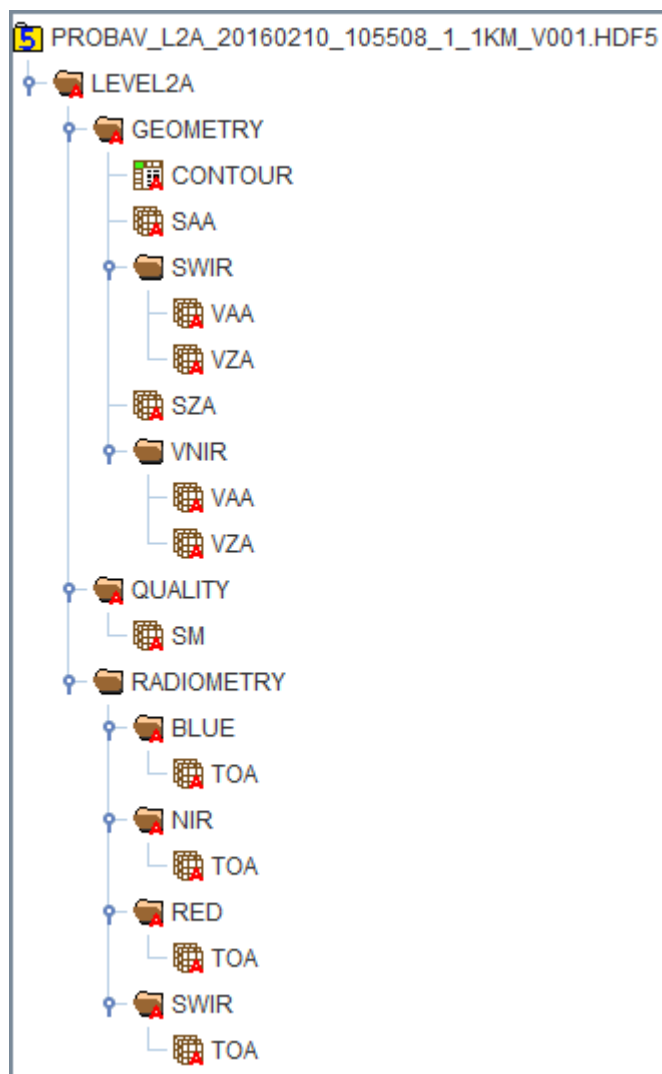 PROBAV_L2A_20160210_105508_1_1KM_V001.HDF5
LEVEL2A
GEOMETRY
CONTOUR
SAA
SWIR
VAA
VZA
SZA
VNIR
VAA
VZA
QUALITY
SM
RADIOMETRY
BLUE
TOA
NIR
TOA
RED
TOA
SWIR
TOA